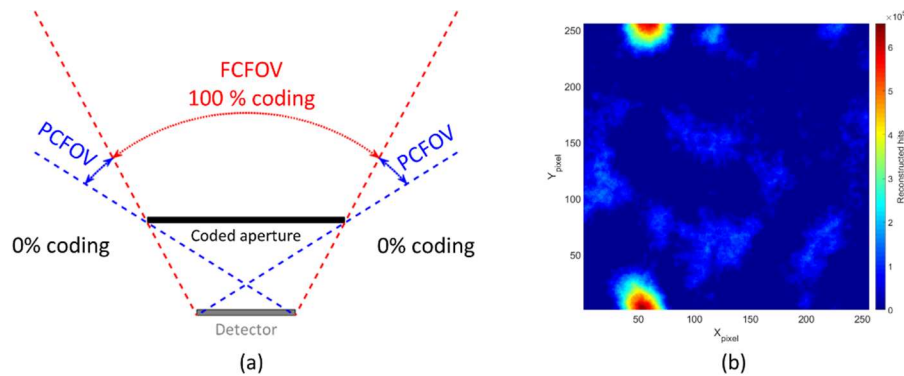 FCFOV
100 % coding
PCFOV
PCFOV
0% coding
0% coding
Coded aperture
Detector
(a)
250
200
150
100
50
Y_pixel
50
100
150
200
250
X_pixel
6
5
4
3
2
1
0
Reconstructed hits
(b)